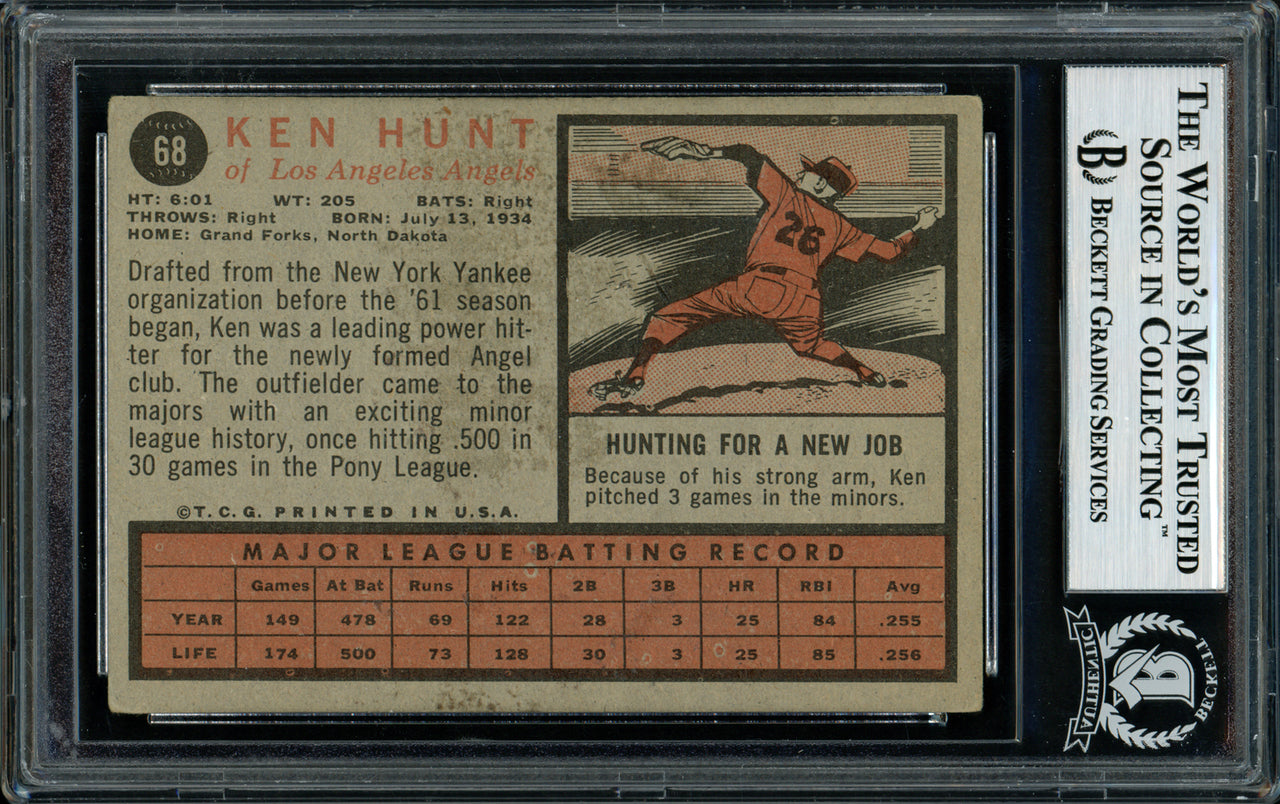 68
KEN HUNT
of Los Angeles Angels
HT: 6:01 WT: 205 BATS: Right
THROWS: Right BORN: July 13, 1934
HOME: Grand Forks, North Dakota
Drafted from the New York Yankee
organization before the '61 season
began, Ken was a leading power hit-
ter for the newly formed Angel
club. The outfielder came to the
majors with an exciting minor
league history, once hitting .500 in
30 games in the Pony League.
©T.C.G. PRINTED IN U.S.A.
26
HUNTING FOR A NEW JOB
Because of his strong arm, Ken
pitched 3 games in the minors.
MAJOR LEAGUE BATTING RECORD
Games At Bat Runs Hits 2B 3B HR RBI Avg
YEAR 149 478 69 122 28 3 25 84 .255
LIFE 174 500 73 128 30 3 25 85 .256
THE WORLD'S MOST TRUSTED
SOURCE IN COLLECTING™
B BECKETT GRADING SERVICES
AUTHENTIC
B
BECKETT